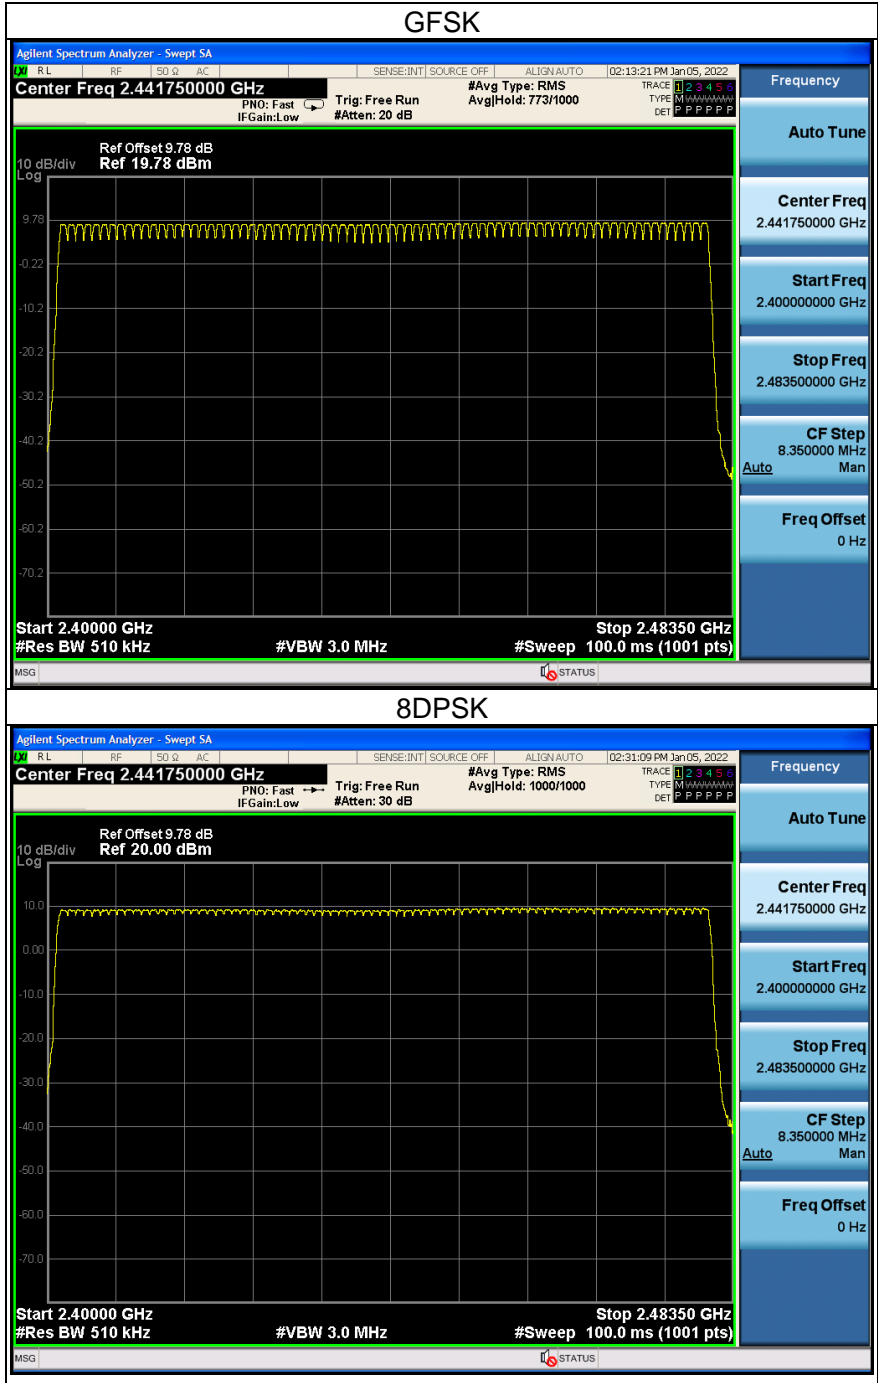 GFSK
Agilent Spectrum Analyzer - Swept SA
LXI RL RF 50 Ω AC SENSE:INT SOURCE OFF ALIGN AUTO 02:13:21 PM Jan 05, 2022
Center Freq 2.441750000 GHz
#Avg Type: RMS
TRACE 1 2 3 4 5 6
PNO: Fast Trig: Free Run Avg|Hold: 773/1000
TYPE M WWWWW
IFGain:Low #Atten: 20 dB
DET P P P P P P
Frequency
Auto Tune
Ref Offset 9.78 dB
10 dB/div Ref 19.78 dBm
Log
9.78
-0.22
-10.2
-20.2
-30.2
-40.2
-50.2
-60.2
-70.2
Center Freq
2.441750000 GHz
Start Freq
2.400000000 GHz
Stop Freq
2.483500000 GHz
CF Step
8.350000 MHz
Auto Man
Freq Offset
0 Hz
Start 2.40000 GHz Stop 2.48350 GHz
#Res BW 510 kHz #VBW 3.0 MHz #Sweep 100.0 ms (1001 pts)
MSG STATUS
8DPSK
Agilent Spectrum Analyzer - Swept SA
LXI RL RF 50 Ω AC SENSE:INT SOURCE OFF ALIGN AUTO 02:31:09 PM Jan 05, 2022
Center Freq 2.441750000 GHz
#Avg Type: RMS
TRACE 1 2 3 4 5 6
PNO: Fast Trig: Free Run Avg|Hold: 1000/1000
TYPE M WWWWW
IFGain:Low #Atten: 30 dB
DET P P P P P P
Frequency
Auto Tune
Ref Offset 9.78 dB
10 dB/div Ref 20.00 dBm
Log
10.0
0.00
-10.0
-20.0
-30.0
-40.0
-50.0
-60.0
-70.0
Center Freq
2.441750000 GHz
Start Freq
2.400000000 GHz
Stop Freq
2.483500000 GHz
CF Step
8.350000 MHz
Auto Man
Freq Offset
0 Hz
Start 2.40000 GHz Stop 2.48350 GHz
#Res BW 510 kHz #VBW 3.0 MHz #Sweep 100.0 ms (1001 pts)
MSG STATUS